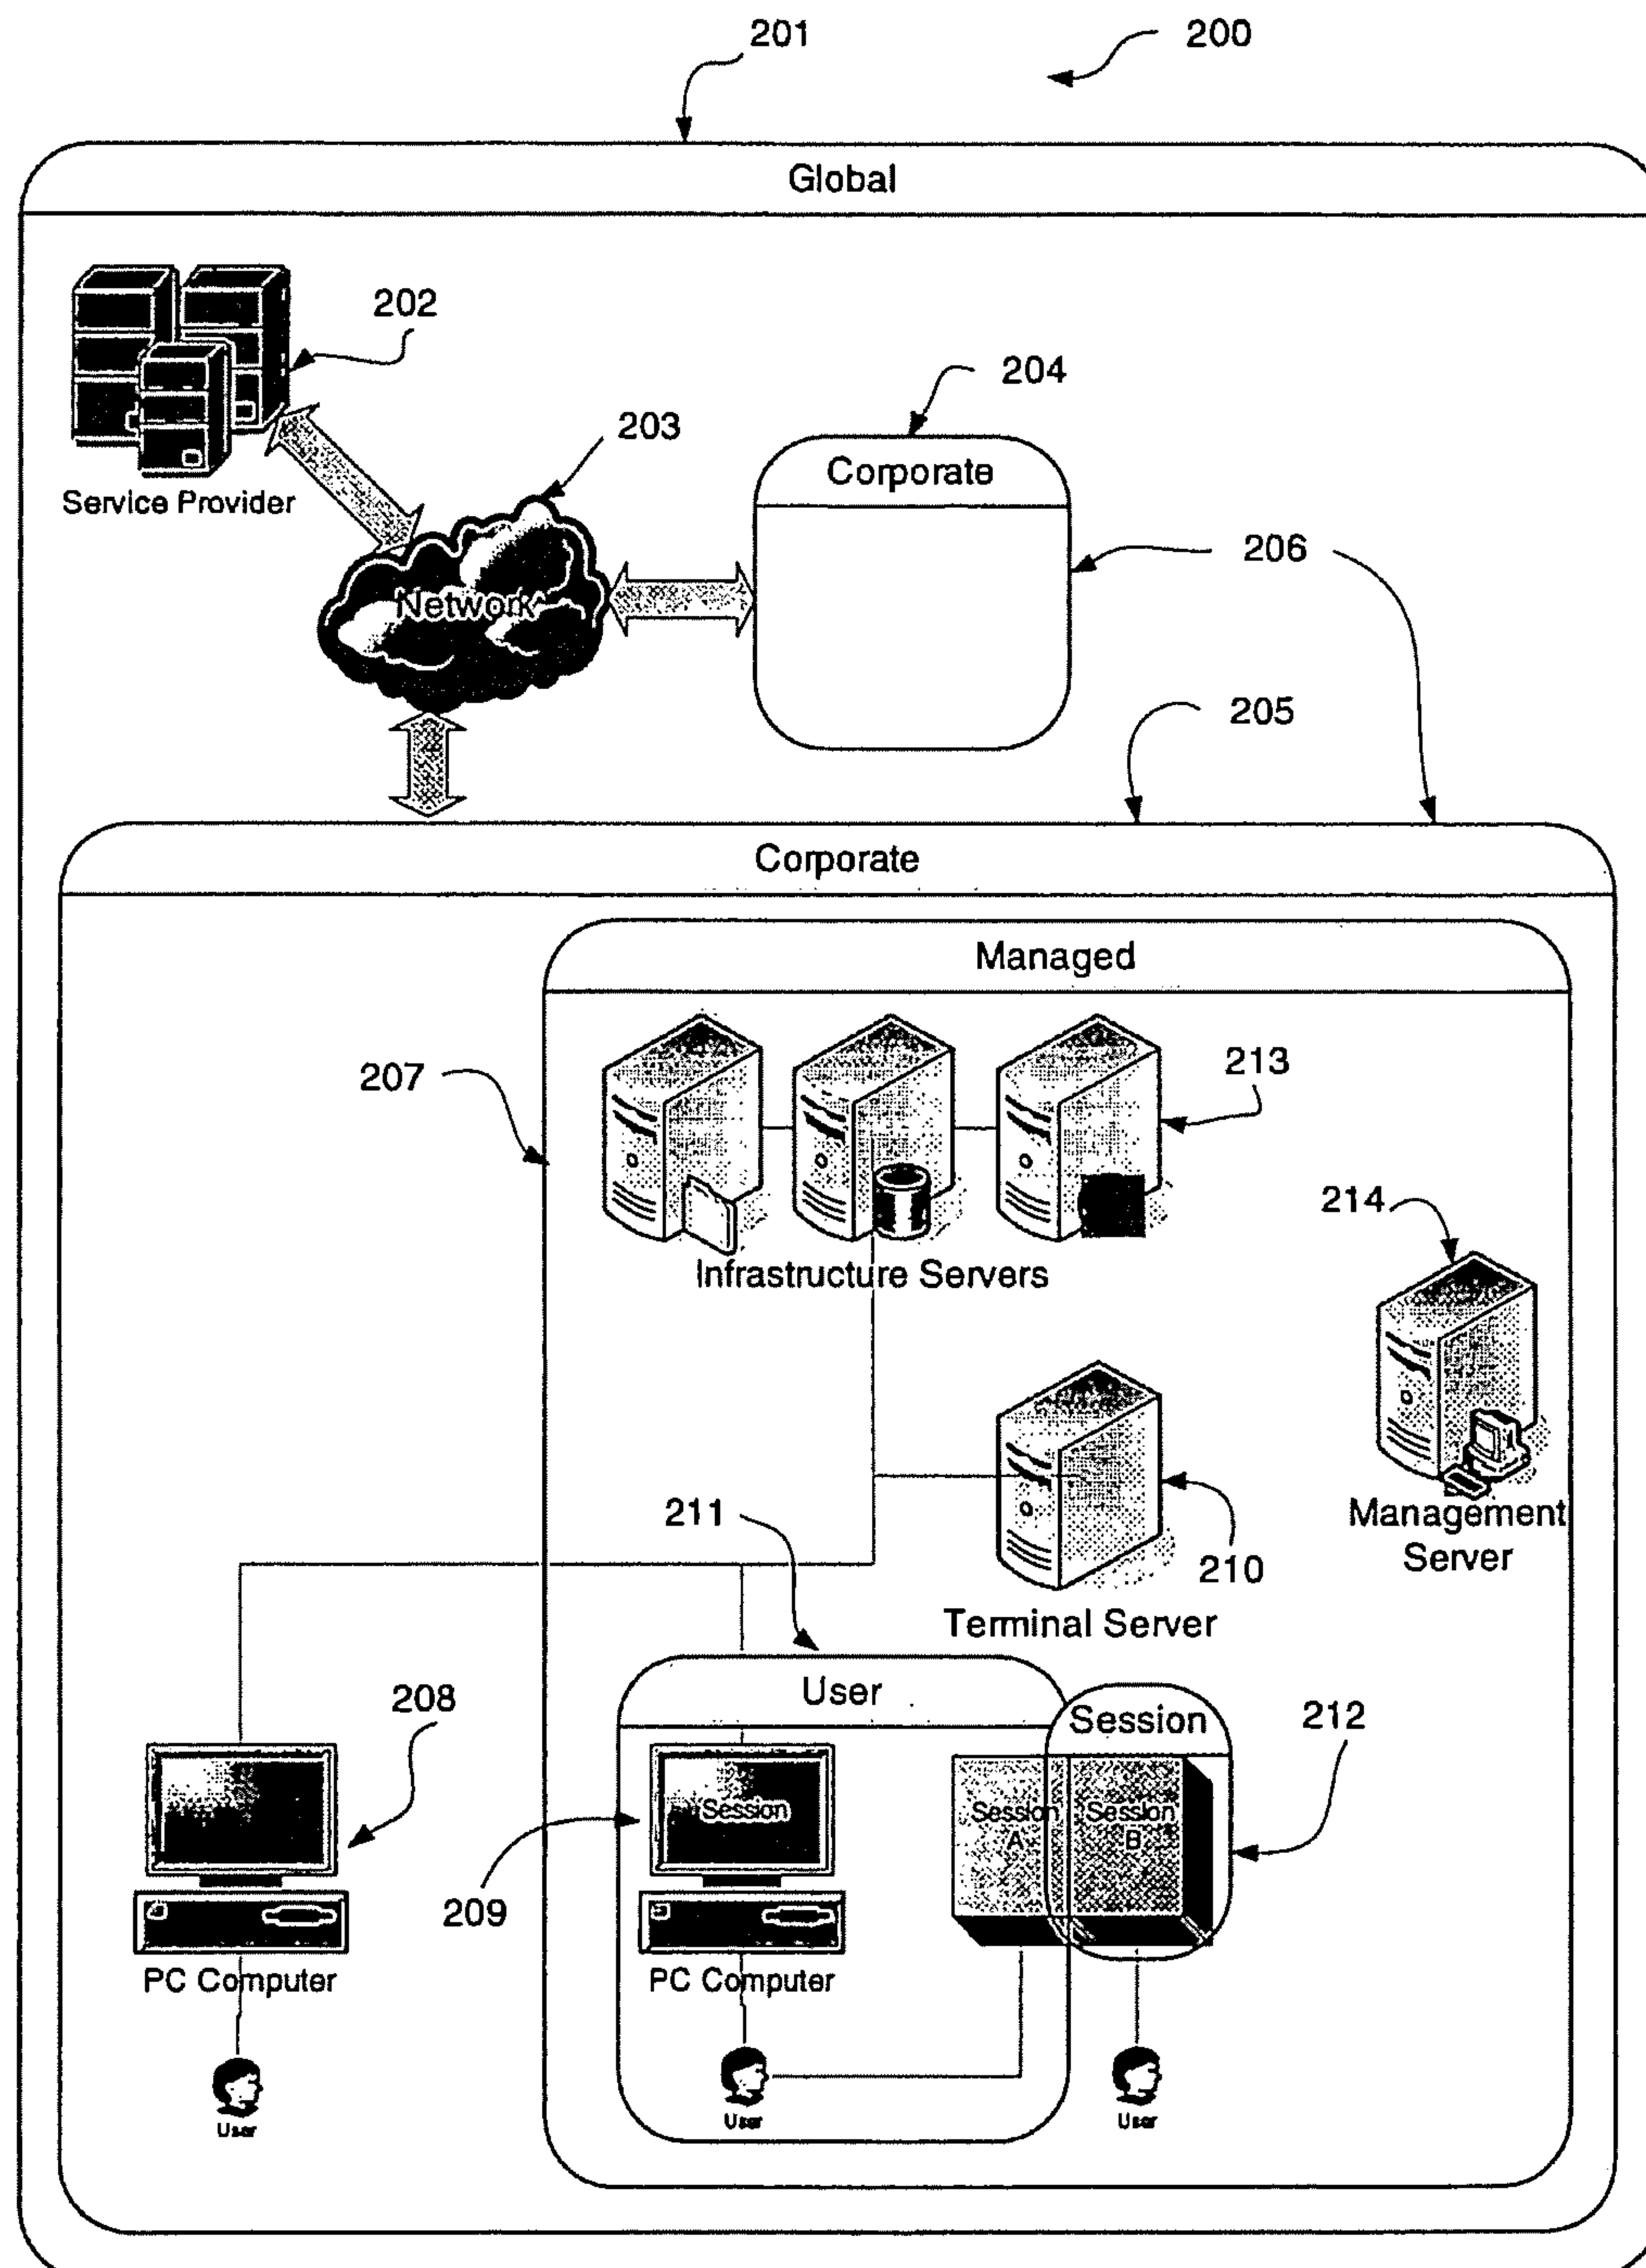 201
200
Global
202
204
203
Corporate
Service Provider
206
Network
205
Corporate
Managed
207
213
214
Infrastructure Servers
211
Management
Server
210
Terminal Server
User
208
Session
212
Session
Session
A
Session
B
209
PC Computer
PC Computer
User
User
User